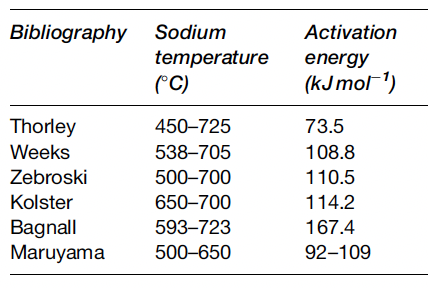 Bibliography Sodium Activation
temperature energy
(°C) (kJ mol⁻¹)
Thorley 450–725 73.5
Weeks 538–705 108.8
Zebroski 500–700 110.5
Kolster 650–700 114.2
Bagnall 593–723 167.4
Maruyama 500–650 92–109